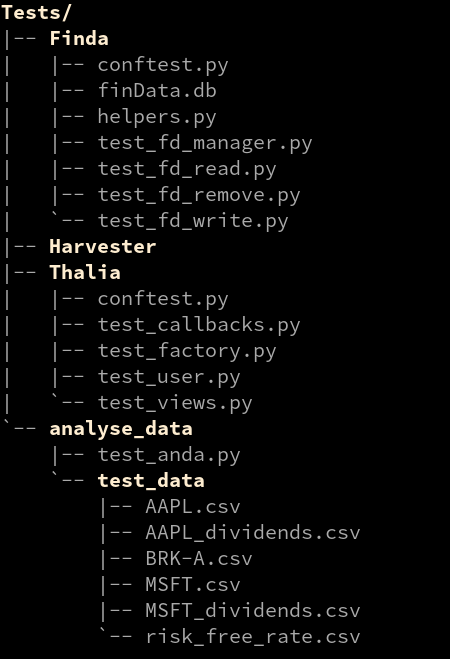 Tests/
|-- Finda
|   |-- conftest.py
|   |-- finData.db
|   |-- helpers.py
|   |-- test_fd_manager.py
|   |-- test_fd_read.py
|   |-- test_fd_remove.py
|   `-- test_fd_write.py
|-- Harvester
|-- Thalia
|   |-- conftest.py
|   |-- test_callbacks.py
|   |-- test_factory.py
|   |-- test_user.py
|   `-- test_views.py
`-- analyse_data
    |-- test_anda.py
    `-- test_data
        |-- AAPL.csv
        |-- AAPL_dividends.csv
        |-- BRK-A.csv
        |-- MSFT.csv
        |-- MSFT_dividends.csv
        `-- risk_free_rate.csv